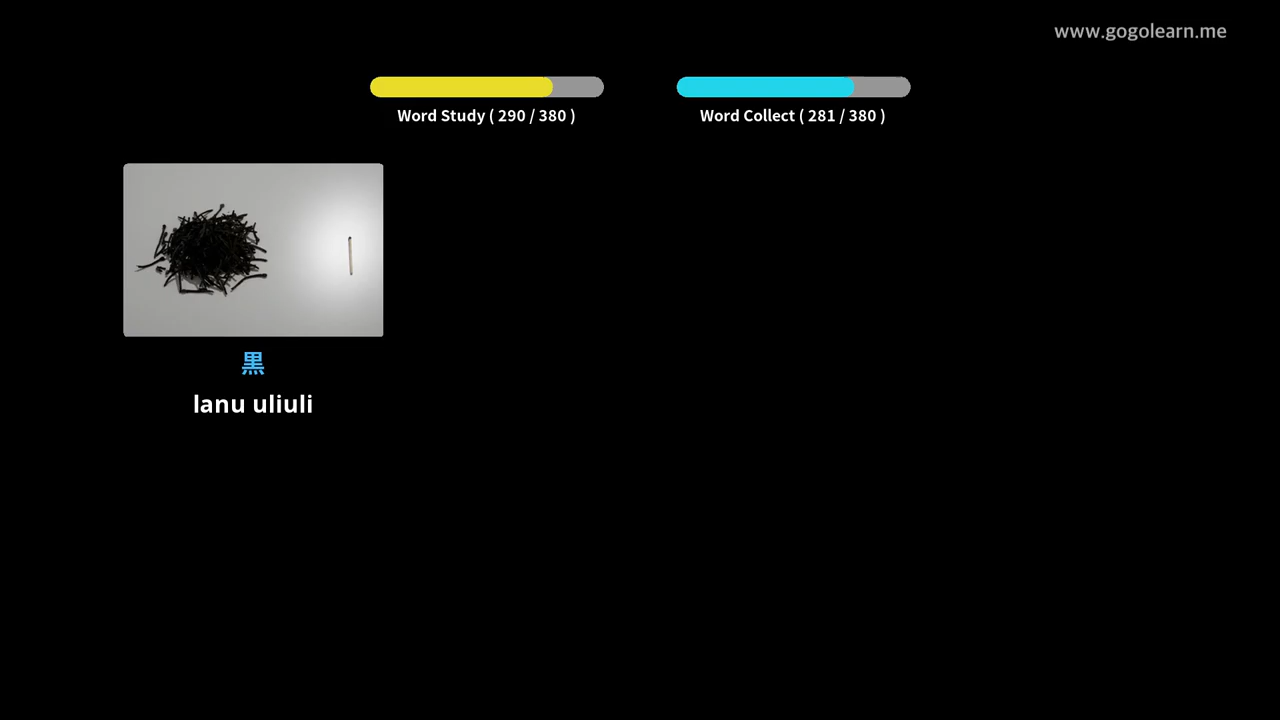 www.gogolearn.me
Word Study ( 290 / 380 )
Word Collect ( 281 / 380 )
黒
lanu uliuli